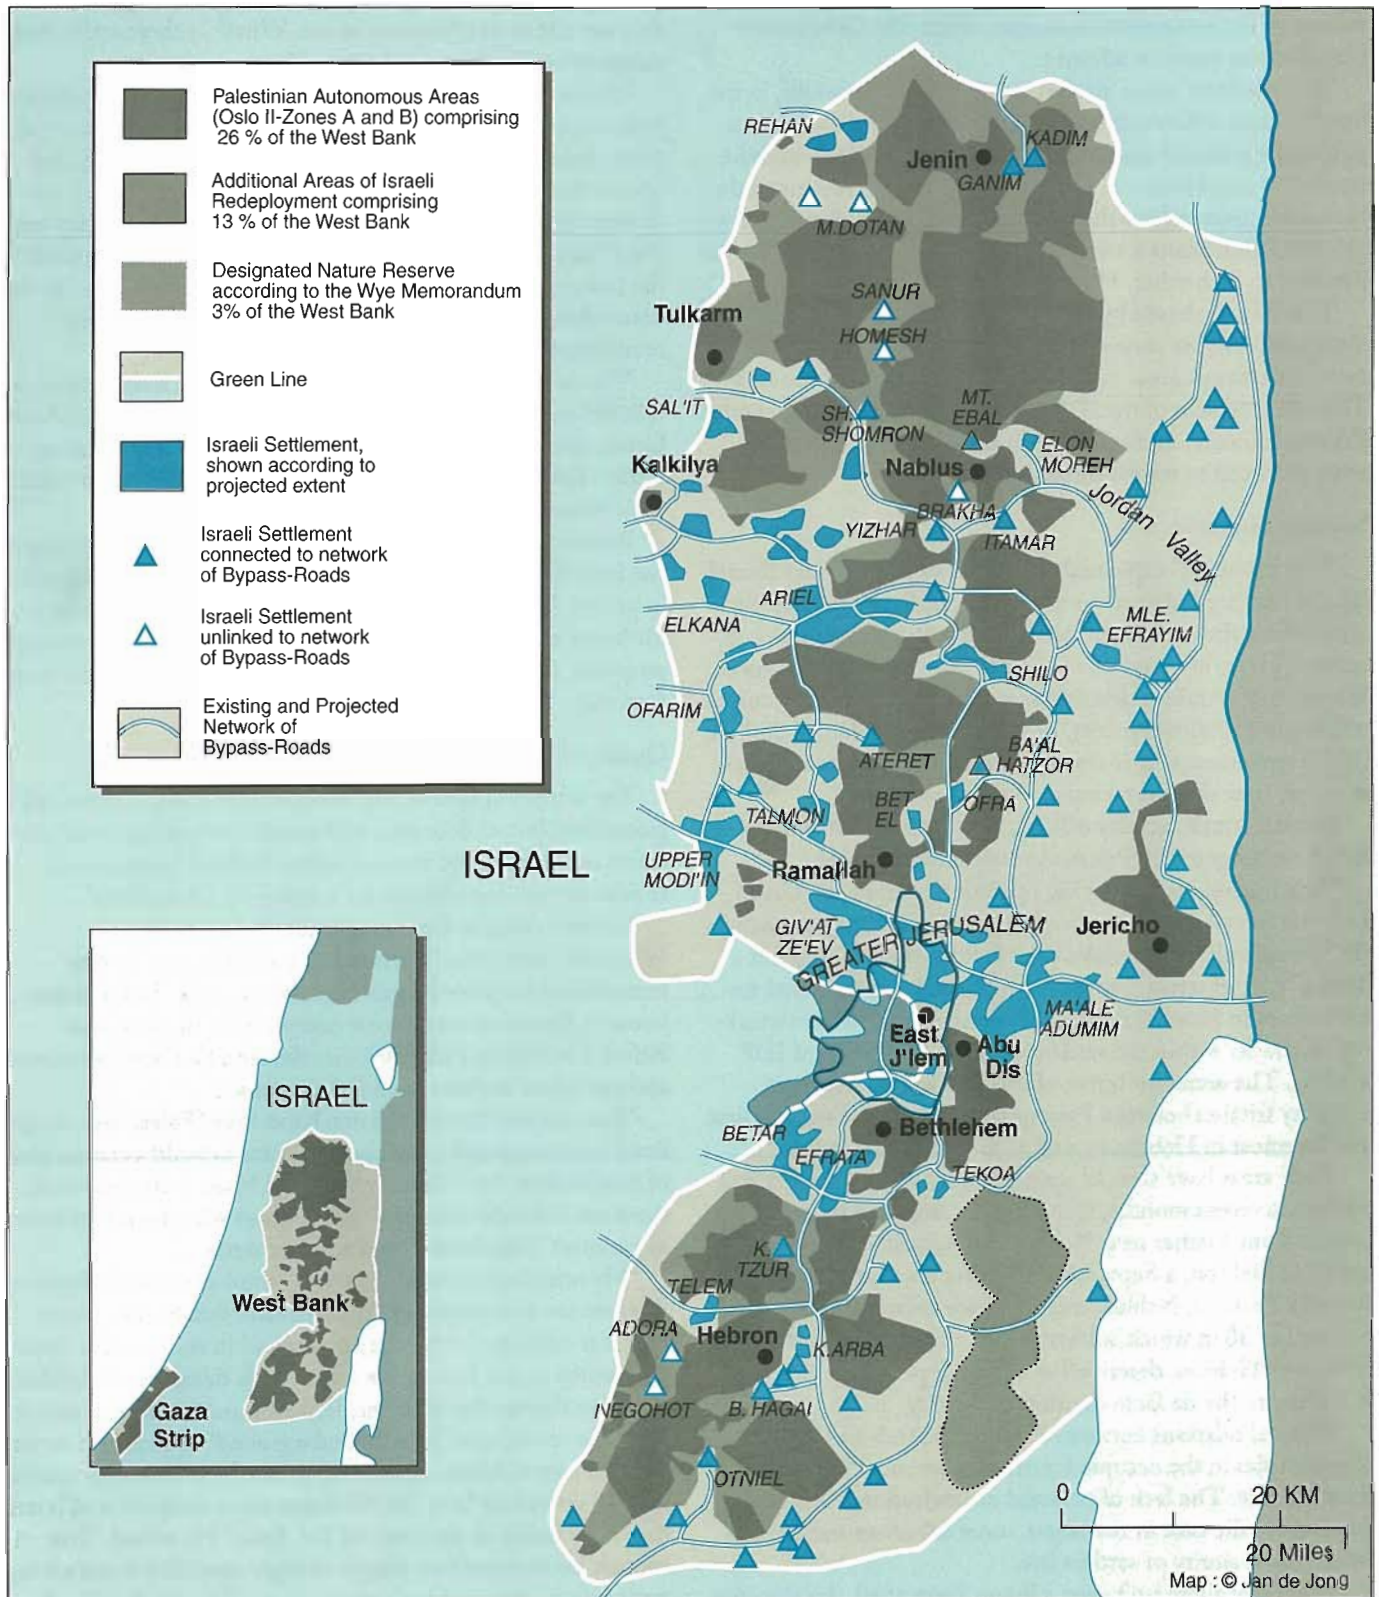 Palestinian Autonomous Areas
(Oslo II-Zones A and B) comprising
26 % of the West Bank
Additional Areas of Israeli
Redeployment comprising
13 % of the West Bank
Designated Nature Reserve
according to the Wye Memorandum
3% of the West Bank
Green Line
Israeli Settlement,
shown according to
projected extent
Israeli Settlement
connected to network
of Bypass-Roads
Israeli Settlement
unlinked to network
of Bypass-Roads
Existing and Projected
Network of
Bypass-Roads
REHAN
KADIM
Jenin
GANIM
M.DOTAN
SANUR
Tulkarm
HOMESH
SAL'IT
SH.
SHOMRON
MT.
EBAL
ELON
MOREH
Kalkilya
Nablus
Jordan
Valley
BRAKHA
YIZHAR
ITAMAR
ARIEL
ELKANA
MLE.
EFRAYIM
SHILO
OFARIM
ATERET
BA'AL
HATZOR
BET
EL
OFRA
TALMON
ISRAEL
UPPER
MODI'IN
Ramallah
GIV'AT
ZE'EV
GREATER JERUSALEM
Jericho
MA'ALE
ADUMIM
East
J'lem
Abu
Dis
BETAR
Bethlehem
EFRATA
TEKOA
K.
TZUR
TELEM
ADORA
Hebron
K.ARBA
NEGOHOT
B. HAGAI
OTNIEL
ISRAEL
West Bank
Gaza
Strip
0
20 KM
20 Miles
Map : © Jan de Jong